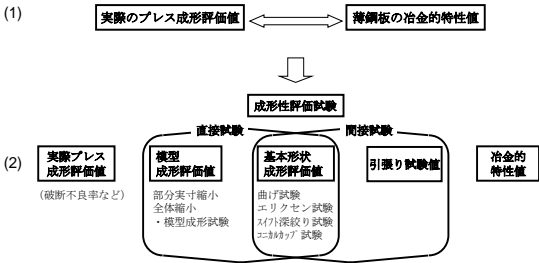 (1)
実際のプレス成形評価値
薄鋼板の冶金的特性値
成形性評価試験
直接試験
間接試験
(2)
実際プレス
成形評価値
(破断不良率など)
模型
成形評価値
部分実寸縮小
全体縮小
・模型成形試験
基本形状
成形評価値
曲げ試験
エリクセン試験
スイフト深絞り試験
コニカルカップ試験
引張り試験値
冶金的
特性値